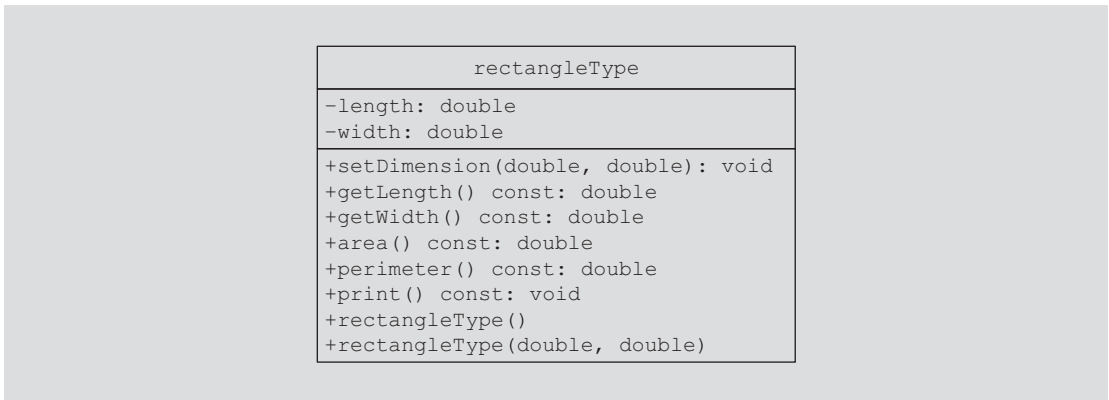 rectangleType
-length: double
-width: double
+setDimension(double, double): void
+getLength() const: double
+getWidth() const: double
+area() const: double
+perimeter() const: double
+print() const: void
+rectangleType()
+rectangleType(double, double)